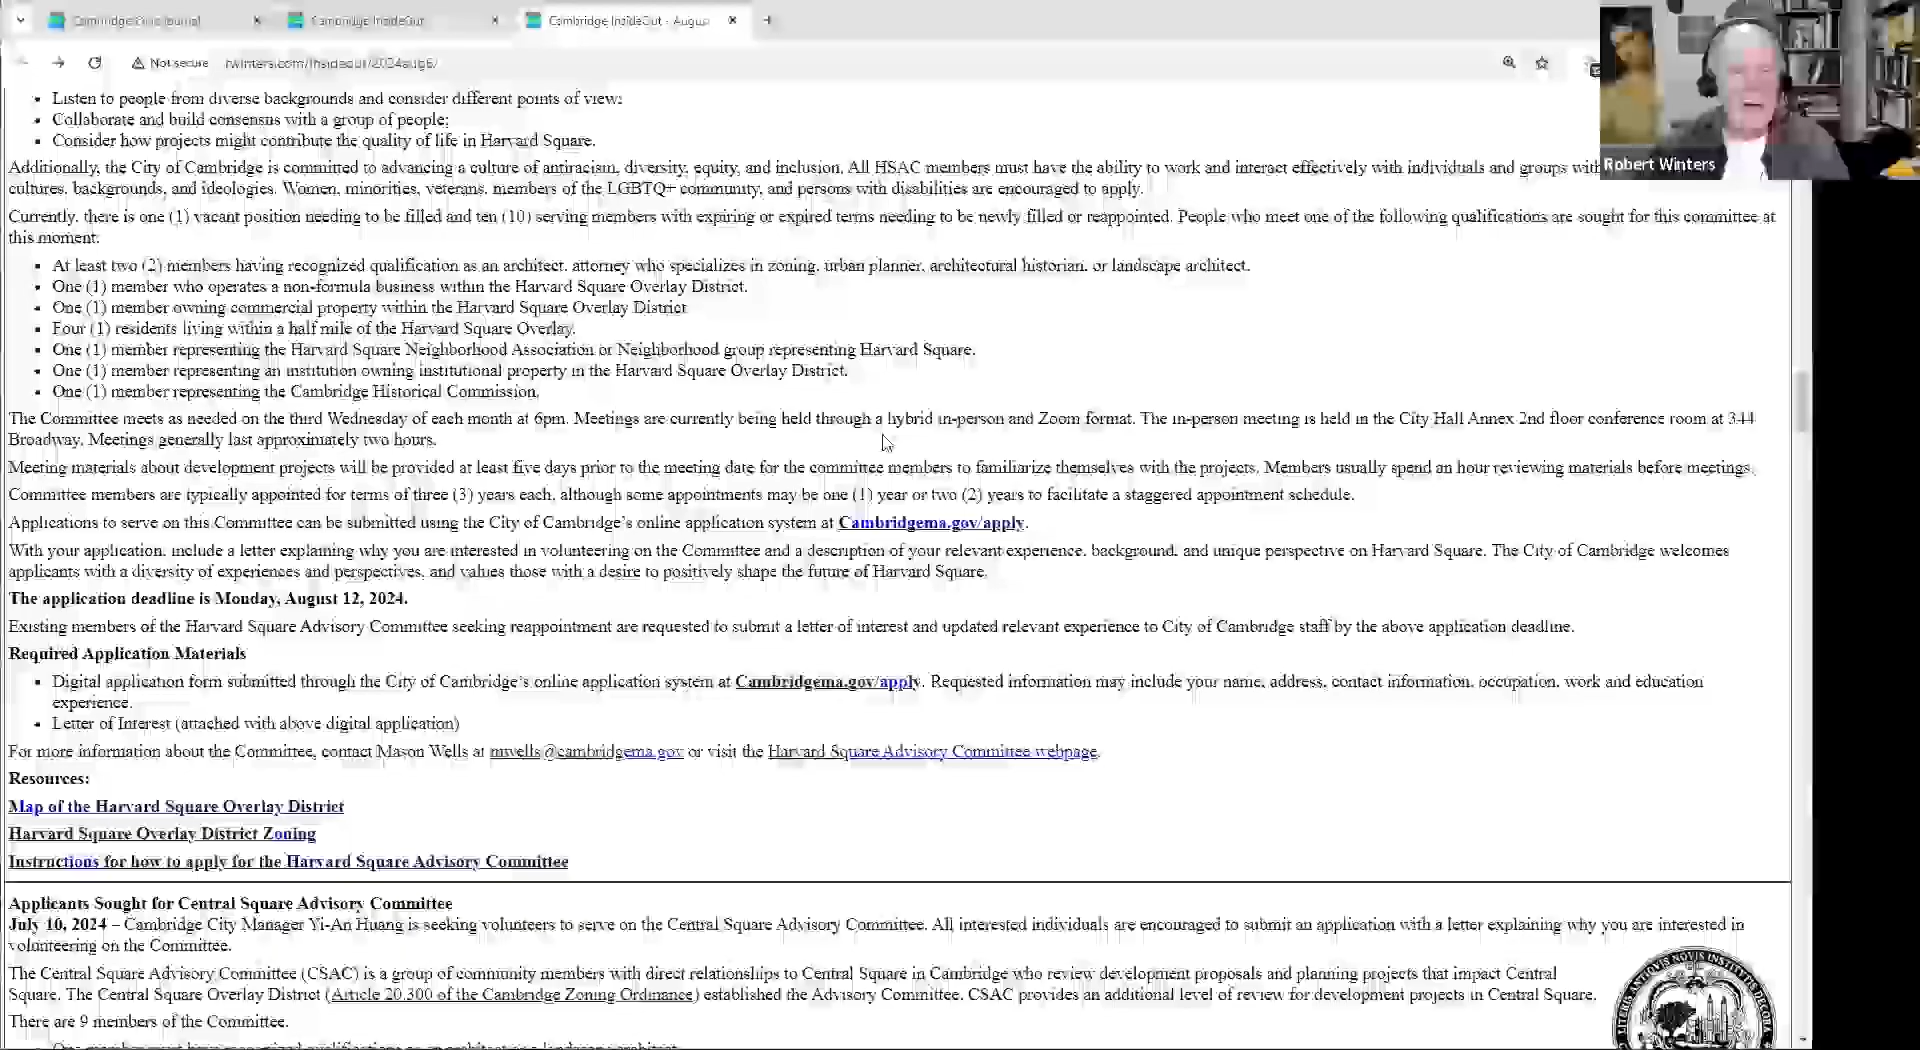 Cambridge Civic Journal
Cambridge InsideOut
Cambridge InsideOut - Augus
Not secure
rwinters.com/insideout/2024aug6/
Robert Winters
Listen to people from diverse backgrounds and consider different points of view;
Collaborate and build consensus with a group of people;
Consider how projects might contribute the quality of life in Harvard Square.
Additionally, the City of Cambridge is committed to advancing a culture of antiracism, diversity, equity, and inclusion. All HSAC members must have the ability to work and interact effectively with individuals and groups with
cultures, backgrounds, and ideologies. Women, minorities, veterans, members of the LGBTQ+ community, and persons with disabilities are encouraged to apply.
Currently, there is one (1) vacant position needing to be filled and ten (10) serving members with expiring or expired terms needing to be newly filled or reappointed. People who meet one of the following qualifications are sought for this committee at
this moment:
At least two (2) members having recognized qualification as an architect, attorney who specializes in zoning, urban planner, architectural historian, or landscape architect.
One (1) member who operates a non-formula business within the Harvard Square Overlay District.
One (1) member owning commercial property within the Harvard Square Overlay District
Four (1) residents living within a half mile of the Harvard Square Overlay.
One (1) member representing the Harvard Square Neighborhood Association or Neighborhood group representing Harvard Square.
One (1) member representing an institution owning institutional property in the Harvard Square Overlay District.
One (1) member representing the Cambridge Historical Commission.
The Committee meets as needed on the third Wednesday of each month at 6pm. Meetings are currently being held through a hybrid in-person and Zoom format. The in-person meeting is held in the City Hall Annex 2nd floor conference room at 344
Broadway. Meetings generally last approximately two hours.
Meeting materials about development projects will be provided at least five days prior to the meeting date for the committee members to familiarize themselves with the projects. Members usually spend an hour reviewing materials before meetings.
Committee members are typically appointed for terms of three (3) years each, although some appointments may be one (1) year or two (2) years to facilitate a staggered appointment schedule.
Applications to serve on this Committee can be submitted using the City of Cambridge's online application system at Cambridgema.gov/apply.
With your application, include a letter explaining why you are interested in volunteering on the Committee and a description of your relevant experience, background, and unique perspective on Harvard Square. The City of Cambridge welcomes
applicants with a diversity of experiences and perspectives, and values those with a desire to positively shape the future of Harvard Square.
The application deadline is Monday, August 12, 2024.
Existing members of the Harvard Square Advisory Committee seeking reappointment are requested to submit a letter of interest and updated relevant experience to City of Cambridge staff by the above application deadline.
Required Application Materials
Digital application form submitted through the City of Cambridge's online application system at Cambridgema.gov/apply. Requested information may include your name, address, contact information, occupation, work and education
experience.
Letter of Interest (attached with above digital application)
For more information about the Committee, contact Mason Wells at mwells@cambridgema.gov or visit the Harvard Square Advisory Committee webpage.
Resources:
Map of the Harvard Square Overlay District
Harvard Square Overlay District Zoning
Instructions for how to apply for the Harvard Square Advisory Committee
Applicants Sought for Central Square Advisory Committee
July 10, 2024 – Cambridge City Manager Yi-An Huang is seeking volunteers to serve on the Central Square Advisory Committee. All interested individuals are encouraged to submit an application with a letter explaining why you are interested in
volunteering on the Committee.
The Central Square Advisory Committee (CSAC) is a group of community members with direct relationships to Central Square in Cambridge who review development proposals and planning projects that impact Central
Square. The Central Square Overlay District (Article 20.300 of the Cambridge Zoning Ordinance) established the Advisory Committee. CSAC provides an additional level of review for development projects in Central Square.
There are 9 members of the Committee.